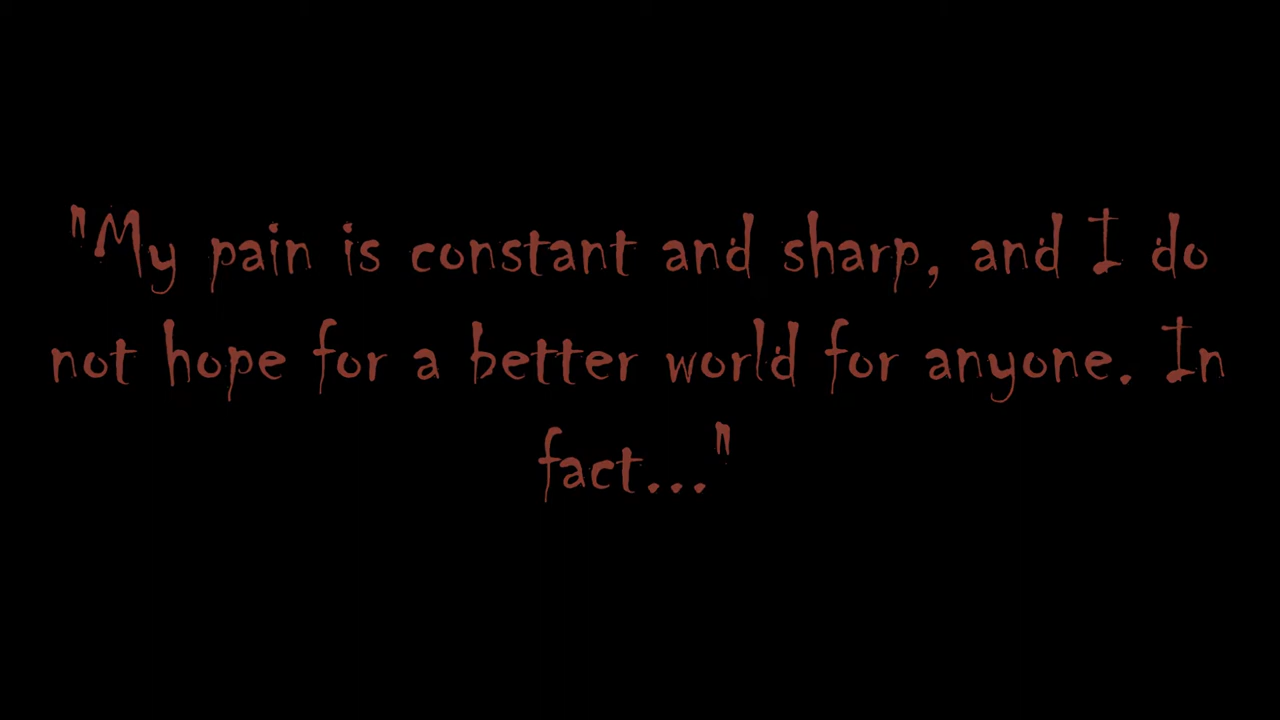 "My pain is constant and sharp, and I do
not hope for a better world for anyone. In
fact..."